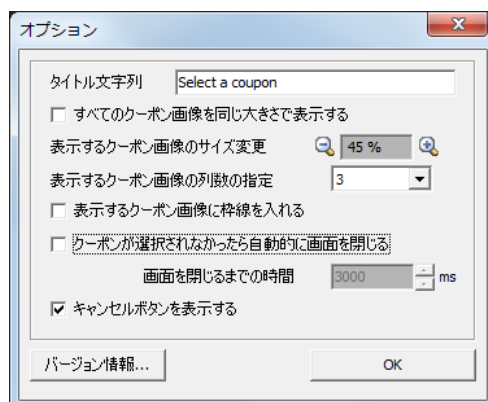 オプション
タイトル文字列 Select a coupon
すべてのクーポン画像を同じ大きさで表示する
表示するクーポン画像のサイズ変更 45 %
表示するクーポン画像の列数の指定 3
表示するクーポン画像に枠線を入れる
クーポンが選択されなかったら自動的に画面を閉じる
画面を閉じるまでの時間 3000 ms
キャンセルボタンを表示する
バージョン情報... OK